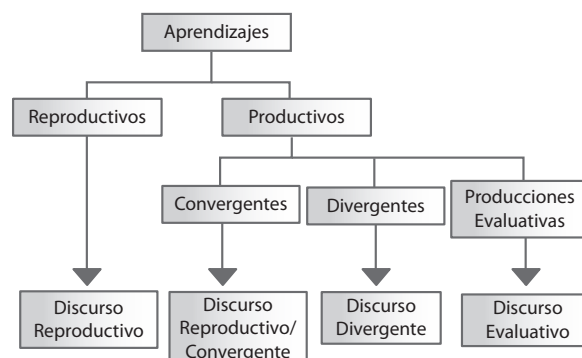 Aprendizajes
Reproductivos
Productivos
Convergentes
Divergentes
Producciones
Evaluativas
Discurso
Reproductivo
Discurso
Reproductivo/
Convergente
Discurso
Divergente
Discurso
Evaluativo